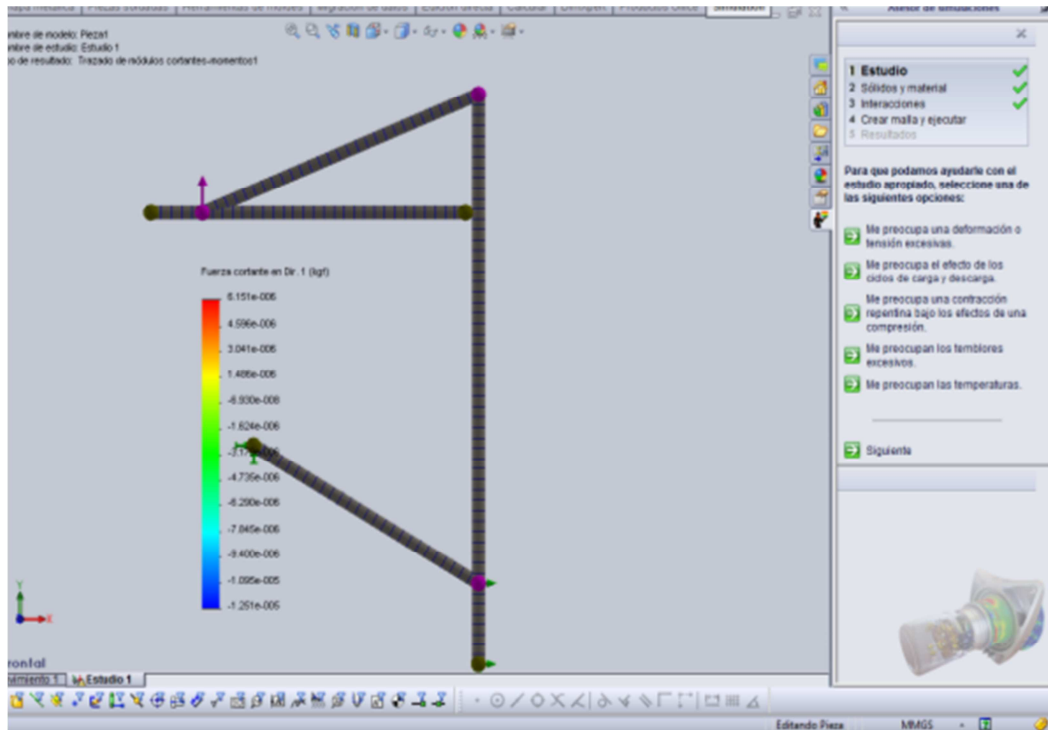 Asesor de simulaciones
mbre de modelo: Pieza1
mbre de estudio: Estudio 1
o de resultado: Trazado de módulos cortantes-momentos1
1 Estudio
2 Sólidos y material
3 Interacciones
4 Crear malla y ejecutar
5 Resultados
Para que podamos ayudarle con el
estudio apropiado, seleccione una de
las siguientes opciones:
Me preocupa una deformación o
tensión excesivas.
Me preocupa el efecto de los
ciclos de carga y descarga.
Me preocupa una contracción
repentina bajo los efectos de una
compresión.
Me preocupan los temblores
excesivos.
Me preocupan las temperaturas.
Siguiente
Fuerza cortante en Dir. 1 (kgf)
6.151e-006
4.596e-006
3.041e-006
1.486e-006
-6.930e-008
-1.624e-006
-4.735e-006
-6.290e-006
-7.845e-006
-9.400e-006
-1.095e-005
-1.251e-005
Y
X
rontal
vimiento 1
Estudio 1
Editando Pieza
MMGS